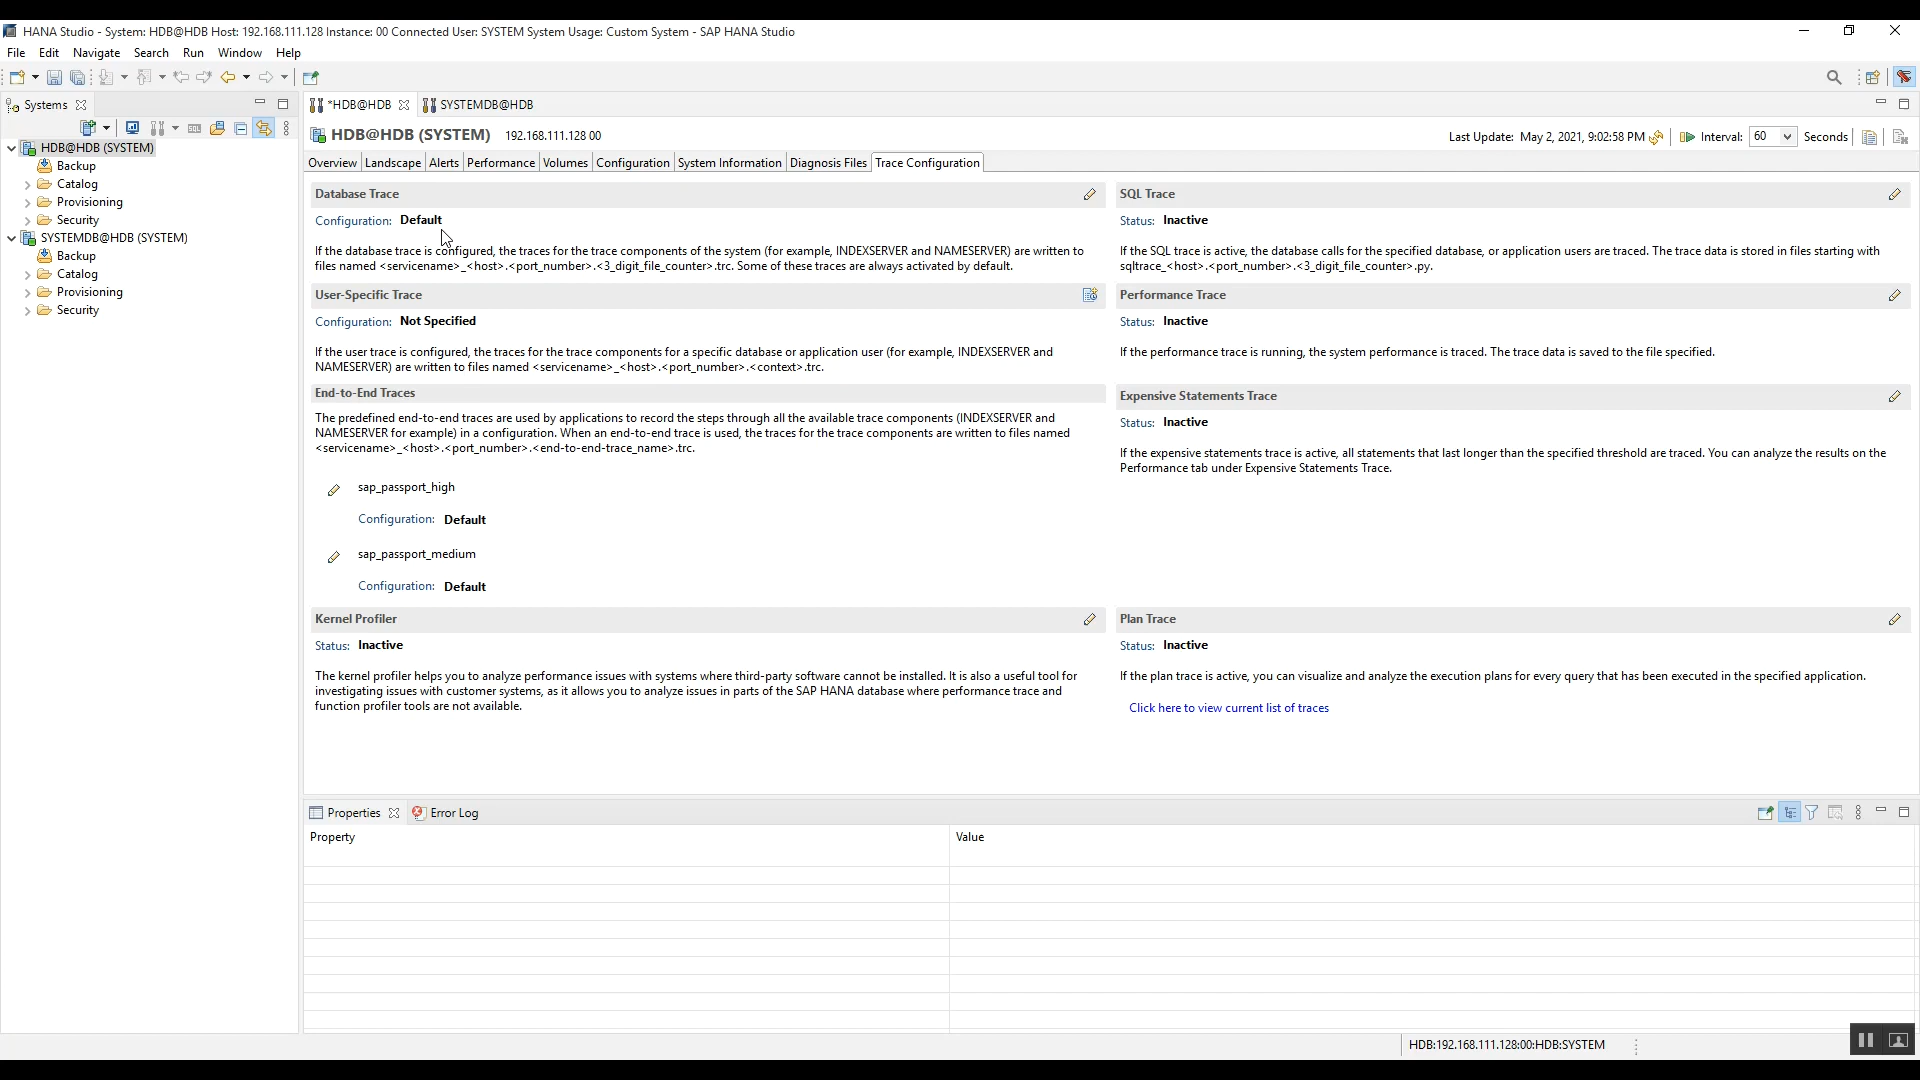 HANA Studio - System: HDB@HDB Host: 192.168.111.128 Instance: 00 Connected User: SYSTEM System Usage: Custom System - SAP HANA Studio
File Edit Navigate Search Run Window Help
Systems
HDB@HDB (SYSTEM)
Backup
Catalog
Provisioning
Security
SYSTEMDB@HDB (SYSTEM)
Backup
Catalog
Provisioning
Security
*HDB@HDB SYSTEMDB@HDB
HDB@HDB (SYSTEM) 192.168.111.128 00
Last Update: May 2, 2021, 9:02:58 PM Interval: 60 Seconds
Overview Landscape Alerts Performance Volumes Configuration System Information Diagnosis Files Trace Configuration
Database Trace
Configuration: Default
If the database trace is configured, the traces for the trace components of the system (for example, INDEXSERVER and NAMESERVER) are written to
files named <servicename>_<host>.<port_number>.<3_digit_file_counter>.trc. Some of these traces are always activated by default.
User-Specific Trace
Configuration: Not Specified
If the user trace is configured, the traces for the trace components for a specific database or application user (for example, INDEXSERVER and
NAMESERVER) are written to files named <servicename>_<host>.<port_number>.<context>.trc.
End-to-End Traces
The predefined end-to-end traces are used by applications to record the steps through all the available trace components (INDEXSERVER and
NAMESERVER for example) in a configuration. When an end-to-end trace is used, the traces for the trace components are written to files named
<servicename>_<host>.<port_number>.<end-to-end-trace_name>.trc.
sap_passport_high
Configuration: Default
sap_passport_medium
Configuration: Default
Kernel Profiler
Status: Inactive
The kernel profiler helps you to analyze performance issues with systems where third-party software cannot be installed. It is also a useful tool for
investigating issues with customer systems, as it allows you to analyze issues in parts of the SAP HANA database where performance trace and
function profiler tools are not available.
SQL Trace
Status: Inactive
If the SQL trace is active, the database calls for the specified database, or application users are traced. The trace data is stored in files starting with
sqltrace_<host>.<port_number>.<3_digit_file_counter>.py.
Performance Trace
Status: Inactive
If the performance trace is running, the system performance is traced. The trace data is saved to the file specified.
Expensive Statements Trace
Status: Inactive
If the expensive statements trace is active, all statements that last longer than the specified threshold are traced. You can analyze the results on the
Performance tab under Expensive Statements Trace.
Plan Trace
Status: Inactive
If the plan trace is active, you can visualize and analyze the execution plans for every query that has been executed in the specified application.
Click here to view current list of traces
Properties Error Log
Property Value
HDB:192.168.111.128:00:HDB:SYSTEM